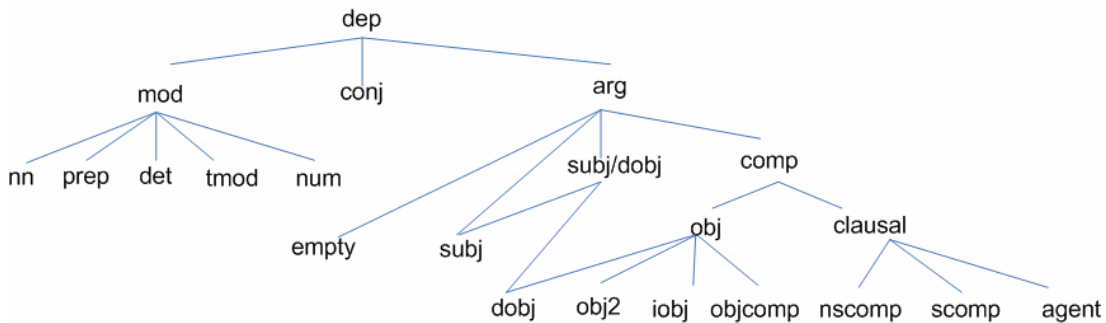 dep
mod conj arg
nn prep det tmod num subj/dobj comp
empty subj obj clausal
dobj obj2 iobj objcomp nscomp scomp agent